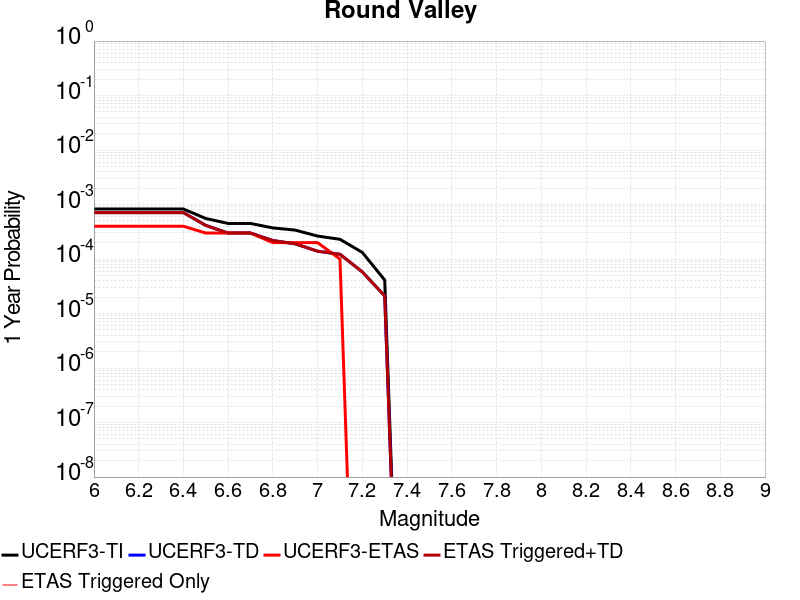 Round Valley
10^0
10^-1
10^-2
10^-3
10^-4
10^-5
10^-6
10^-7
10^-8
1 Year Probability
6 6.2 6.4 6.6 6.8 7 7.2 7.4 7.6 7.8 8 8.2 8.4 8.6 8.8 9
Magnitude
UCERF3-TI UCERF3-TD UCERF3-ETAS ETAS Triggered+TD
ETAS Triggered Only